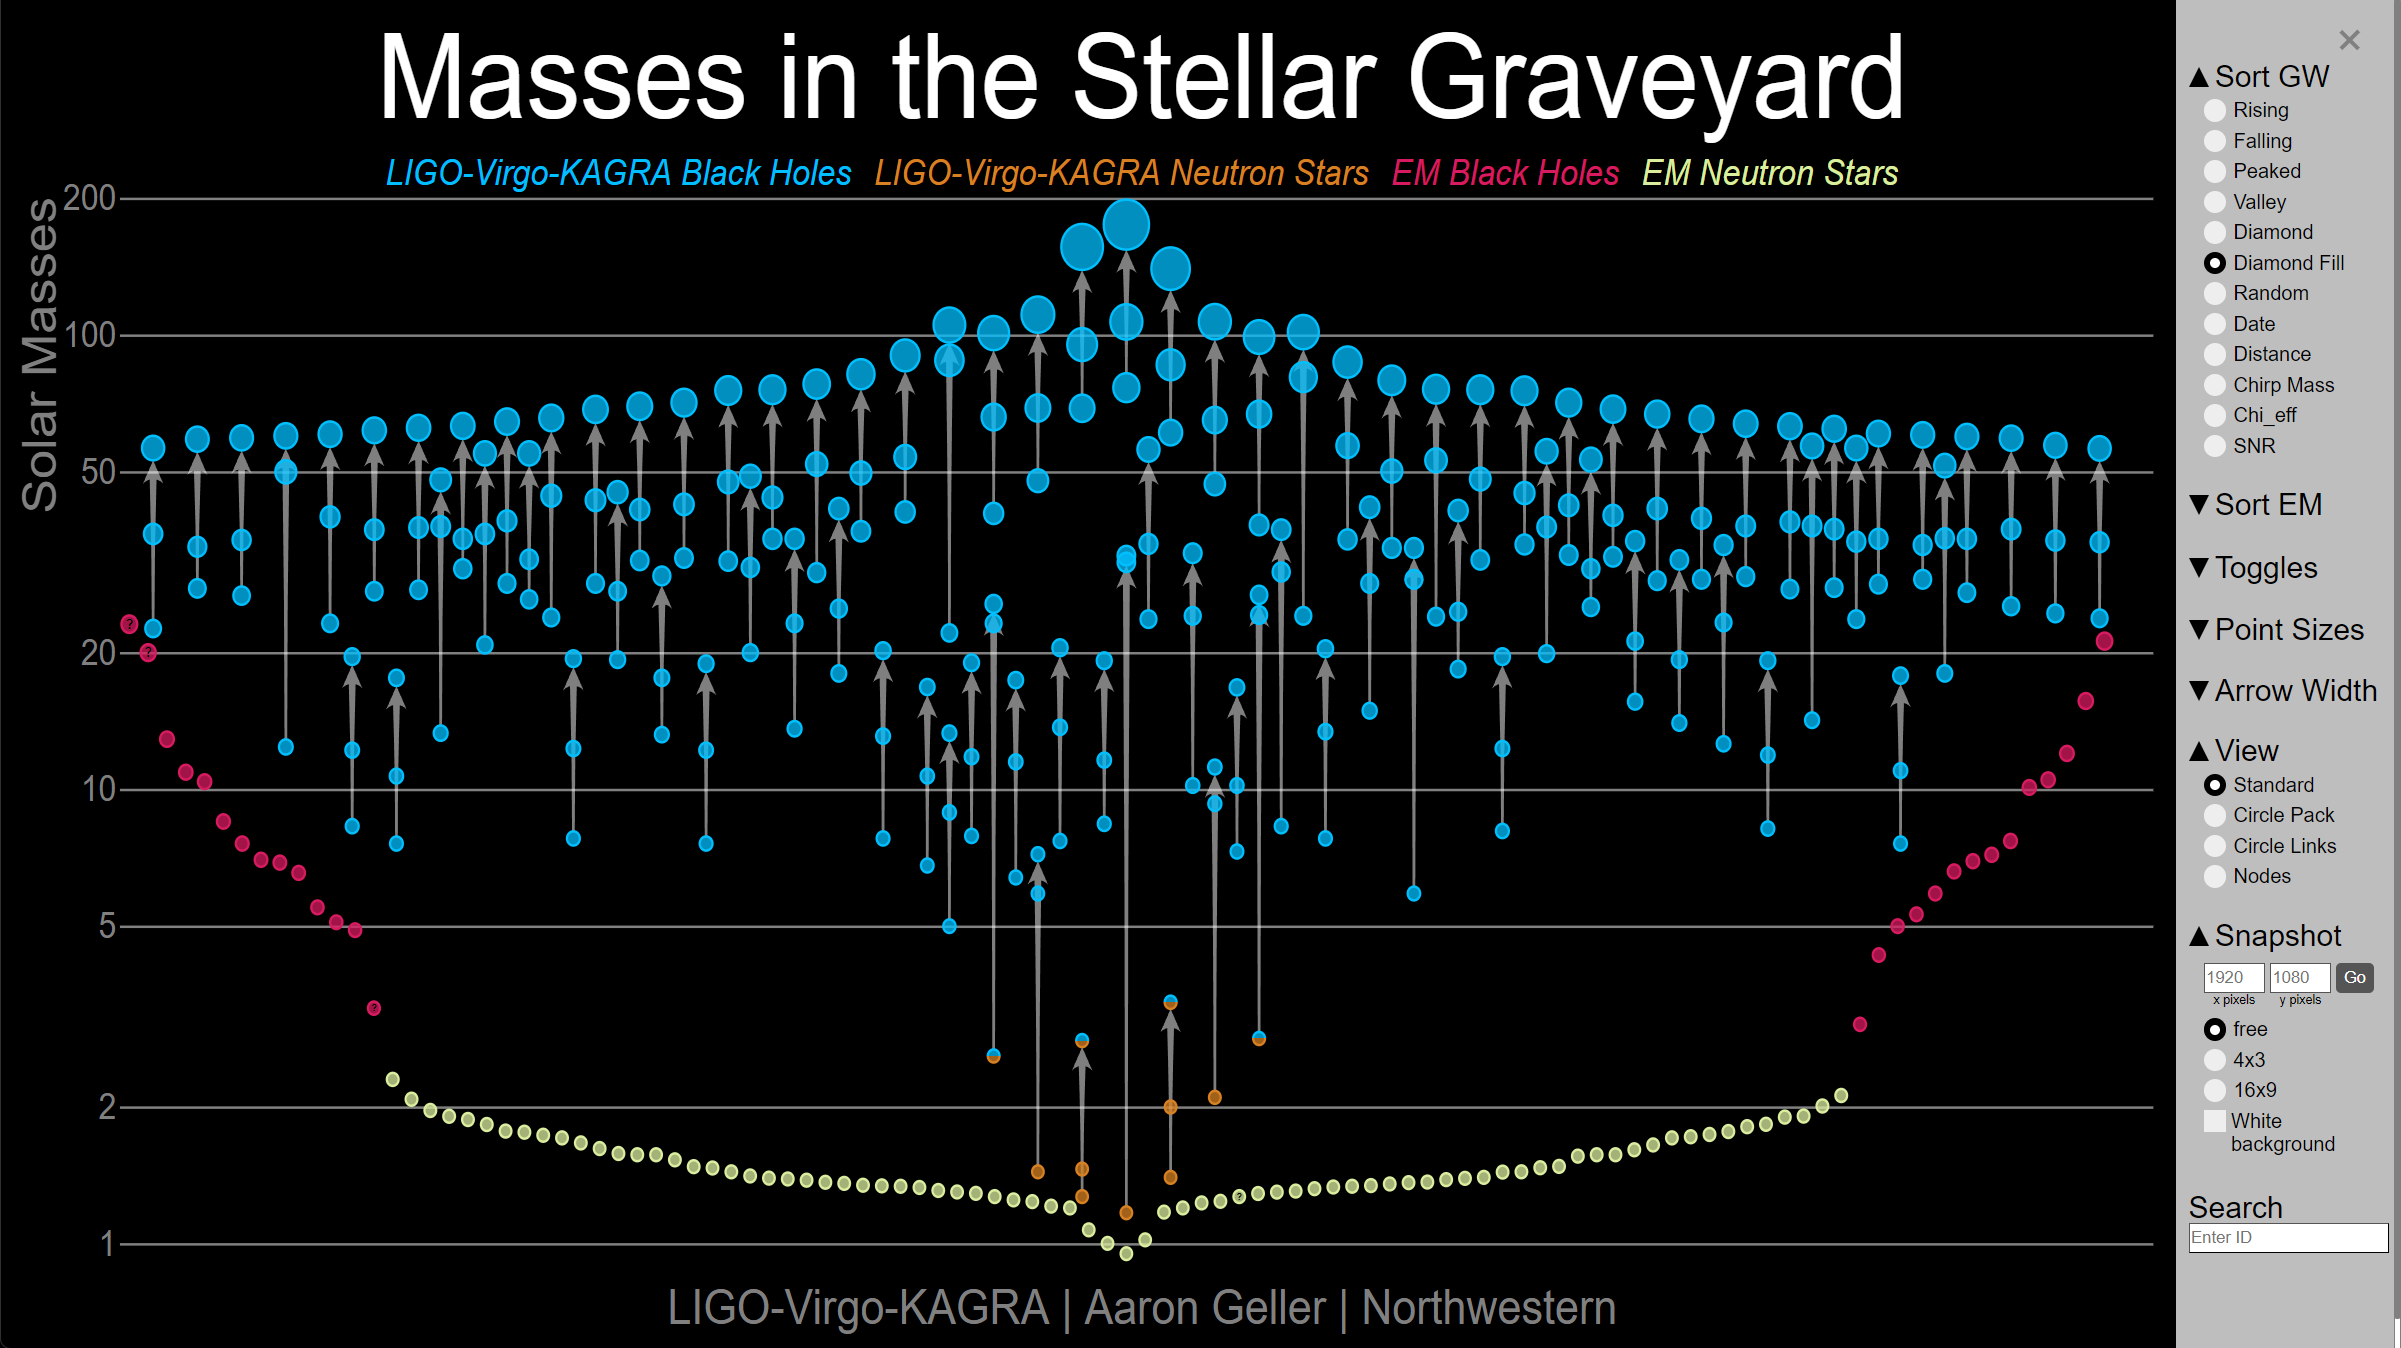 Masses in the Stellar Graveyard
LIGO-Virgo-KAGRA Black Holes LIGO-Virgo-KAGRA Neutron Stars EM Black Holes EM Neutron Stars
Solar Masses
200
100
50
20
10
5
2
1
?
?
?
?
LIGO-Virgo-KAGRA | Aaron Geller | Northwestern
×
▲ Sort GW
Rising
Falling
Peaked
Valley
Diamond
Diamond Fill
Random
Date
Distance
Chirp Mass
Chi_eff
SNR
▼ Sort EM
▼ Toggles
▼ Point Sizes
▼ Arrow Width
▲ View
Standard
Circle Pack
Circle Links
Nodes
▲ Snapshot
1920 1080 Go
x pixels y pixels
free
4x3
16x9
White
background
Search
Enter ID